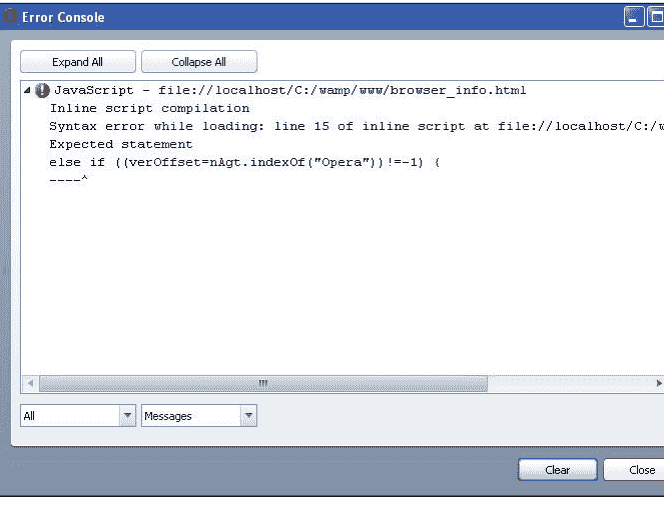 Error Console
Expand All Collapse All
JavaScript - file://localhost/C:/wamp/www/browser_info.html
Inline script compilation
Syntax error while loading: line 15 of inline script at file://localhost/C:/w
Expected statement
else if ((verOffset=nAgt.indexOf("Opera"))!=-1) {
----^
All Messages
Clear Close